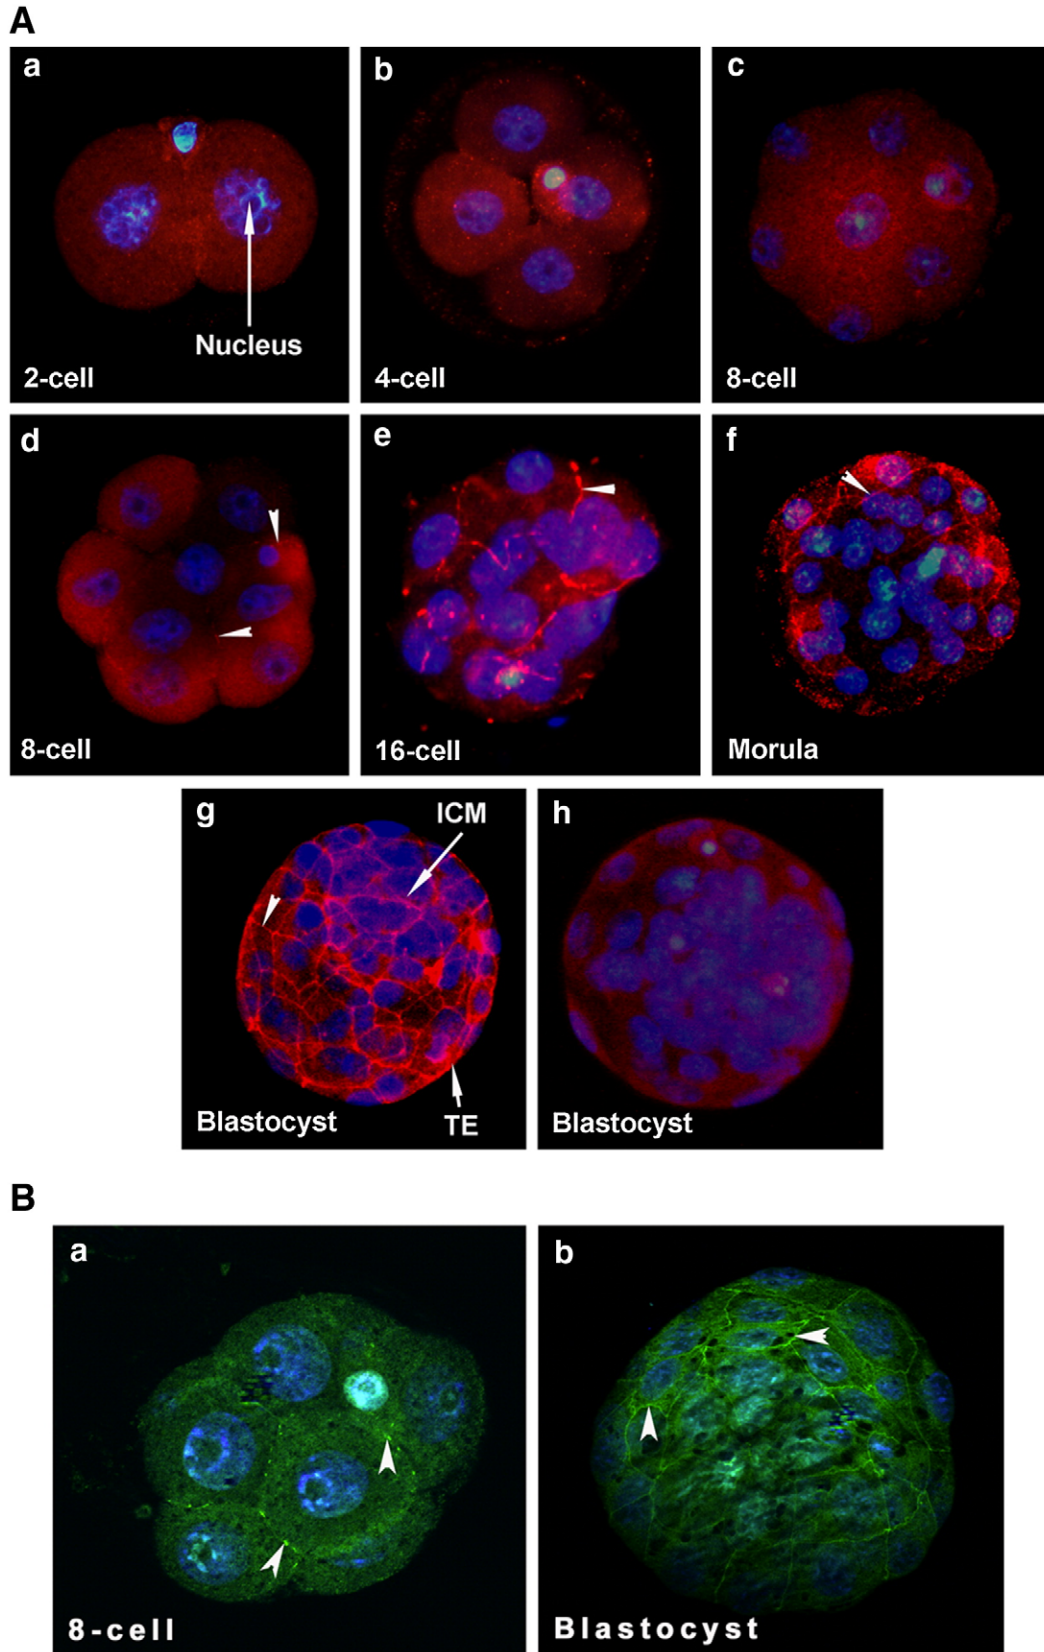 A
a
Nucleus
2-cell
b
4-cell
c
8-cell
d
8-cell
e
16-cell
f
Morula
g
ICM
Blastocyst
TE
h
Blastocyst
B
a
8-cell
b
Blastocyst